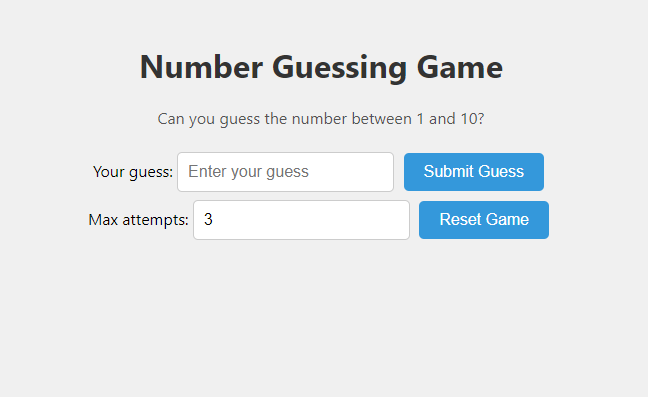 Number Guessing Game
Can you guess the number between 1 and 10?
Your guess: Enter your guess Submit Guess
Max attempts: 3 Reset Game